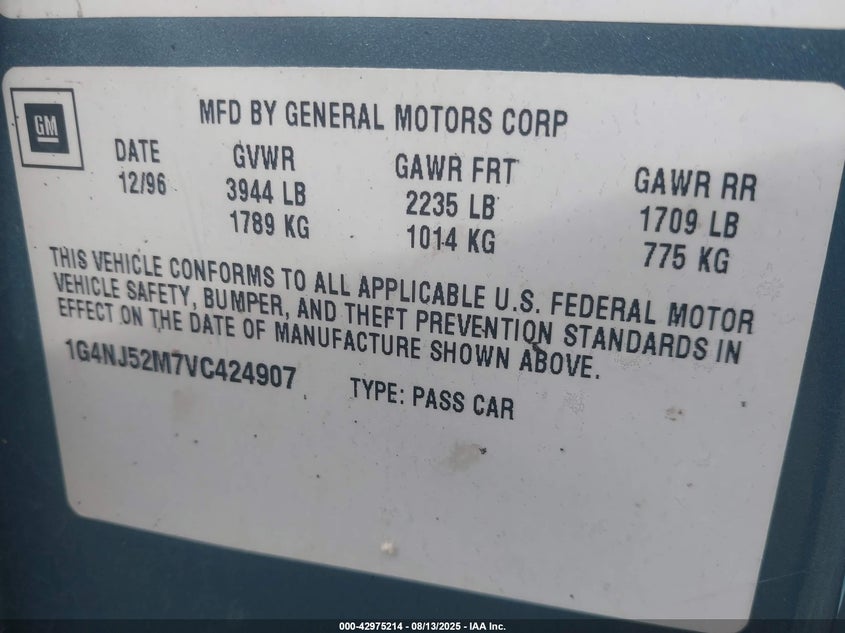 GM
MFD BY GENERAL MOTORS CORP
DATE GVWR GAWR FRT GAWR RR
12/96 3944 LB 2235 LB 1709 LB
1789 KG 1014 KG 775 KG
THIS VEHICLE CONFORMS TO ALL APPLICABLE U.S. FEDERAL MOTOR
VEHICLE SAFETY, BUMPER, AND THEFT PREVENTION STANDARDS IN
EFFECT ON THE DATE OF MANUFACTURE SHOWN ABOVE.
1G4NJ52M7VC424907 TYPE: PASS CAR
000-42975214 - 08/13/2025 - IAA Inc.